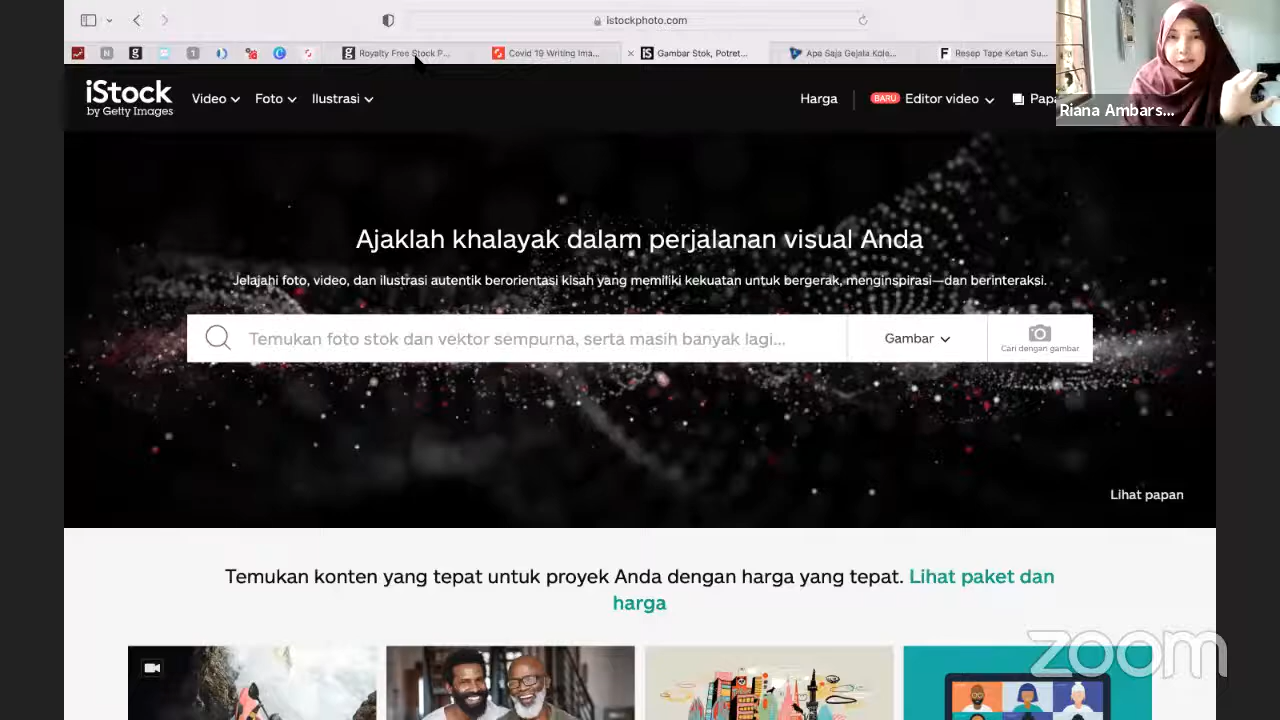 istockphoto.com
Royalty Free Stock P...
Covid 19 Writing Ima...
Gambar Stok, Potret...
Apa Saja Gejala Kole...
Resep Tape Ketan Su...
iStock
by Getty Images
Video
Foto
Ilustrasi
Harga
BARU
Editor video
Papa
Riana Ambars...
Ajaklah khalayak dalam perjalanan visual Anda
Jelajahi foto, video, dan ilustrasi autentik berorientasi kisah yang memiliki kekuatan untuk bergerak, menginspirasi—dan berinteraksi.
Temukan foto stok dan vektor sempurna, serta masih banyak lagi...
Gambar
Cari dengan gambar
Lihat papan
Temukan konten yang tepat untuk proyek Anda dengan harga yang tepat. Lihat paket dan
harga
zoom